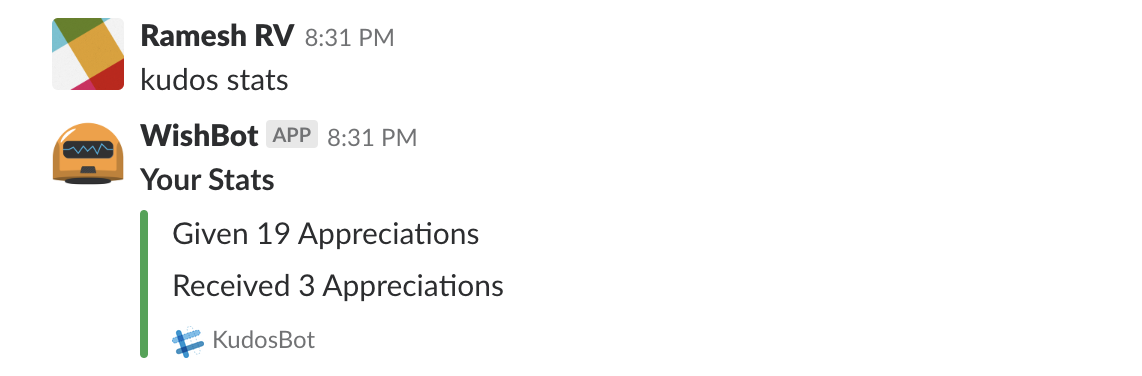 Ramesh RV 8:31 PM
kudos stats
WishBot APP 8:31 PM
Your Stats
Given 19 Appreciations
Received 3 Appreciations
KudosBot